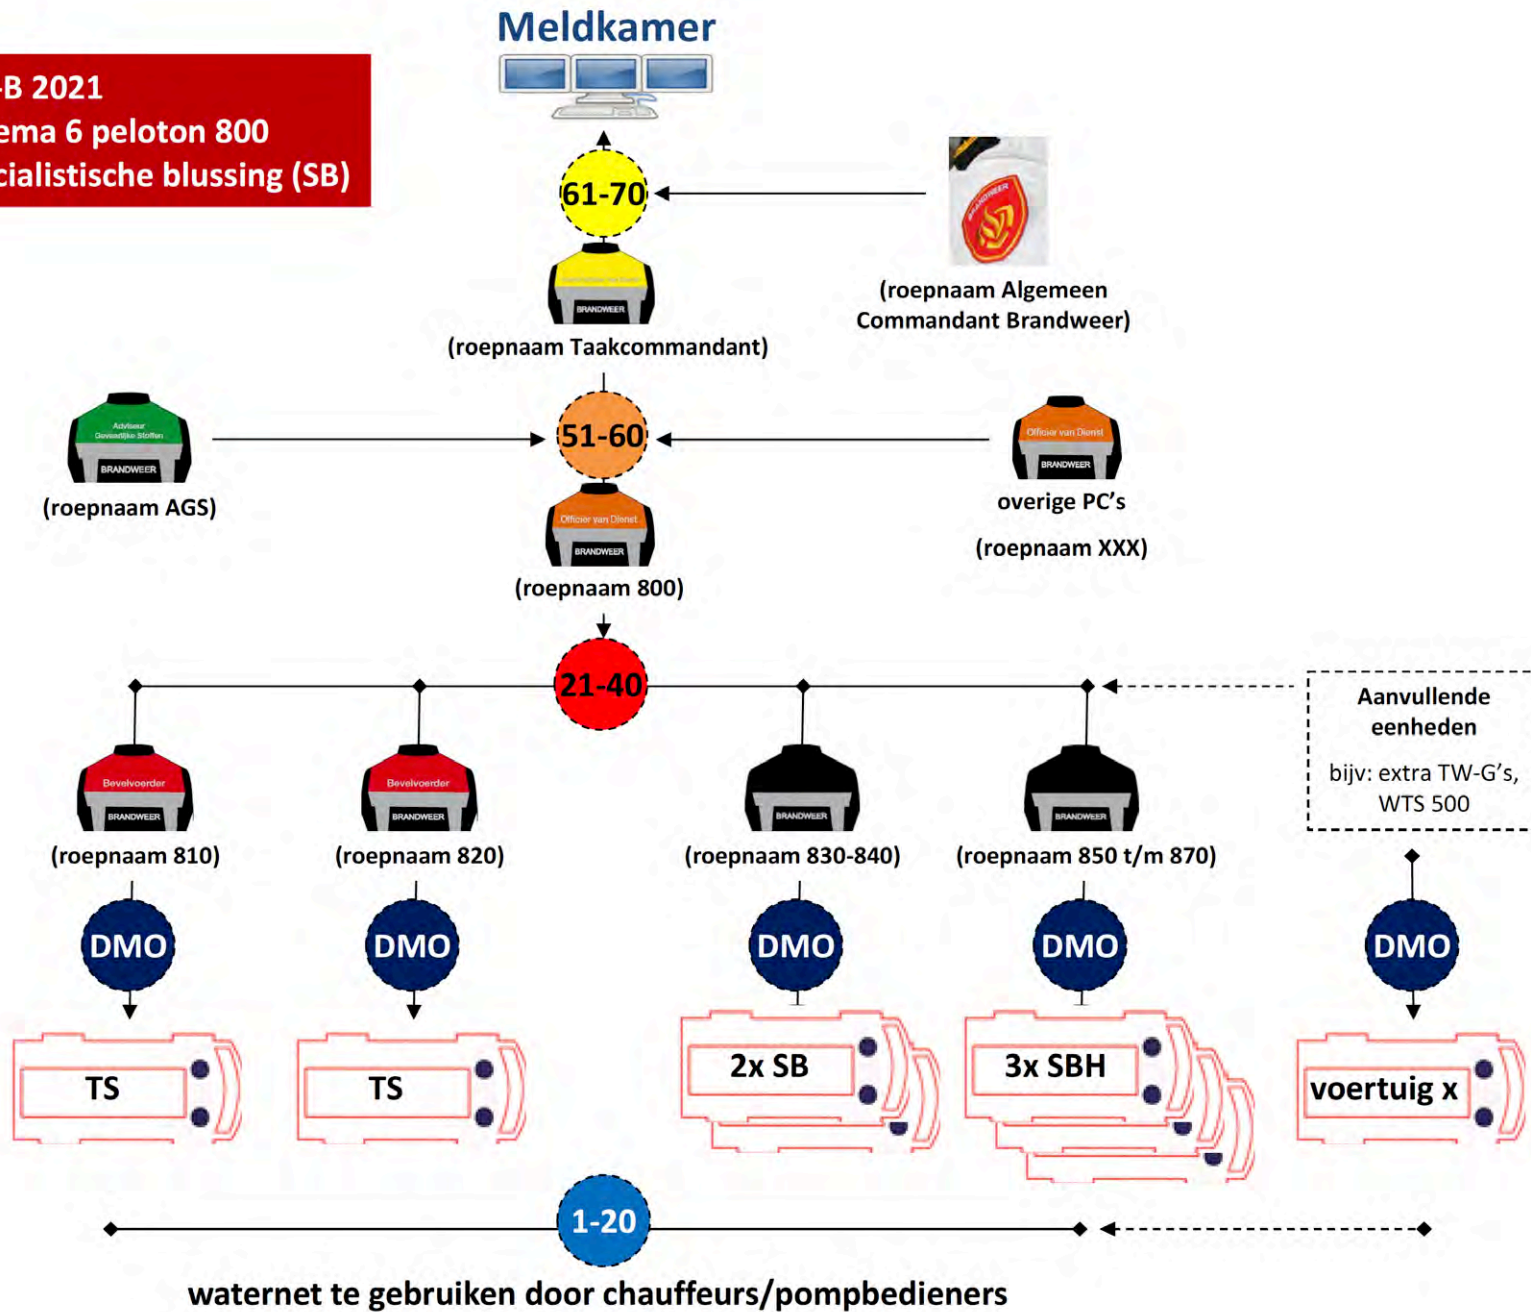 Meldkamer
-B 2021
ema 6 peloton 800
cialistische blussing (SB)
61-70
BRANDWEER
BRANDWEER
(roepnaam Algemeen
Commandant Brandweer)
(roepnaam Taakcommandant)
Adviseur
Gevaarlijke Stoffen
BRANDWEER
(roepnaam AGS)
51-60
Officier van Dienst
BRANDWEER
overige PC's
(roepnaam XXX)
Officier van Dienst
BRANDWEER
(roepnaam 800)
21-40
Aanvullende
eenheden
bijv: extra TW-G's,
WTS 500
Bevelvoerder
BRANDWEER
(roepnaam 810)
Bevelvoerder
BRANDWEER
(roepnaam 820)
BRANDWEER
(roepnaam 830-840)
BRANDWEER
(roepnaam 850 t/m 870)
DMO
DMO
DMO
DMO
DMO
TS
TS
2x SB
3x SBH
voertuig x
1-20
waternet te gebruiken door chauffeurs/pompbedieners